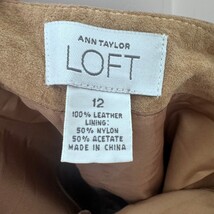 ANN TAYLOR
LOFT
12
100% LEATHER
LINING:
50% NYLON
50% ACETATE
MADE IN CHINA